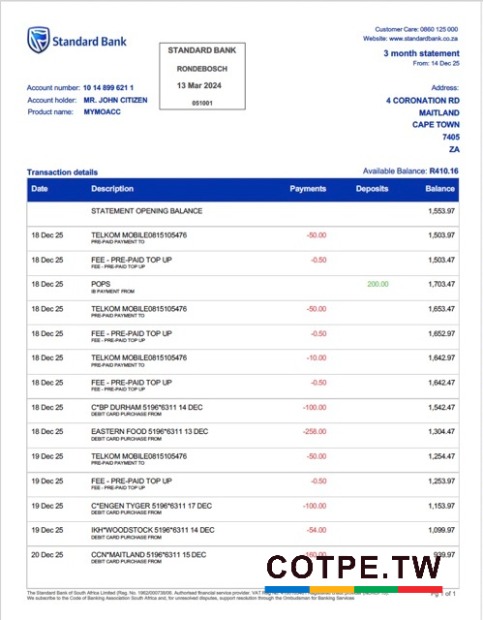 Standard Bank
STANDARD BANK
RONDEBOSCH
13 Mar 2024
051001
Customer Care: 0860 125 000
Website: www.standardbank.co.za
3 month statement
From: 14 Dec 25
Account number: 10 14 899 621 1
Account holder: MR. JOHN CITIZEN
Product name: MYMOACC
Address:
4 CORONATION RD
MAITLAND
CAPE TOWN
7405
ZA
Transaction details
Available Balance: R410.16
Date Description Payments Deposits Balance
STATEMENT OPENING BALANCE 1,553.97
18 Dec 25 TELKOM MOBILE0815105476 -50.00 1,503.97
PRE-PAID PAYMENT TO
18 Dec 25 FEE - PRE-PAID TOP UP -0.50 1,503.47
FEE - PRE-PAID TOP UP
18 Dec 25 POPS 200.00 1,703.47
IB PAYMENT FROM
18 Dec 25 TELKOM MOBILE0815105476 -50.00 1,653.47
PRE-PAID PAYMENT TO
18 Dec 25 FEE - PRE-PAID TOP UP -0.50 1,652.97
FEE - PRE-PAID TOP UP
18 Dec 25 TELKOM MOBILE0815105476 -10.00 1,642.97
PRE-PAID PAYMENT TO
18 Dec 25 FEE - PRE-PAID TOP UP -0.50 1,642.47
FEE - PRE-PAID TOP UP
18 Dec 25 C*BP DURHAM 5196*6311 14 DEC -100.00 1,542.47
DEBIT CARD PURCHASE FROM
18 Dec 25 EASTERN FOOD 5196*6311 13 DEC -258.00 1,304.47
DEBIT CARD PURCHASE FROM
19 Dec 25 TELKOM MOBILE0815105476 -50.00 1,254.47
PRE-PAID PAYMENT TO
19 Dec 25 FEE - PRE-PAID TOP UP -0.50 1,253.97
FEE - PRE-PAID TOP UP
19 Dec 25 C*ENGEN TYGER 5196*6311 17 DEC -100.00 1,153.97
DEBIT CARD PURCHASE FROM
19 Dec 25 IKH*WOODSTOCK 5196*6311 14 DEC -54.00 1,099.97
DEBIT CARD PURCHASE FROM
20 Dec 25 CCN*MAITLAND 5196*6311 15 DEC -160.00 939.97
DEBIT CARD PURCHASE FROM
COTPE.TW
The Standard Bank of South Africa Limited (Reg. No. 1962/000738/06. Authorised financial service provider.
Pg 1 of 1
We subscribe to the Code of Banking Association South Africa and, for unresolved disputes, support resolution through the Ombudsman for Banking Services